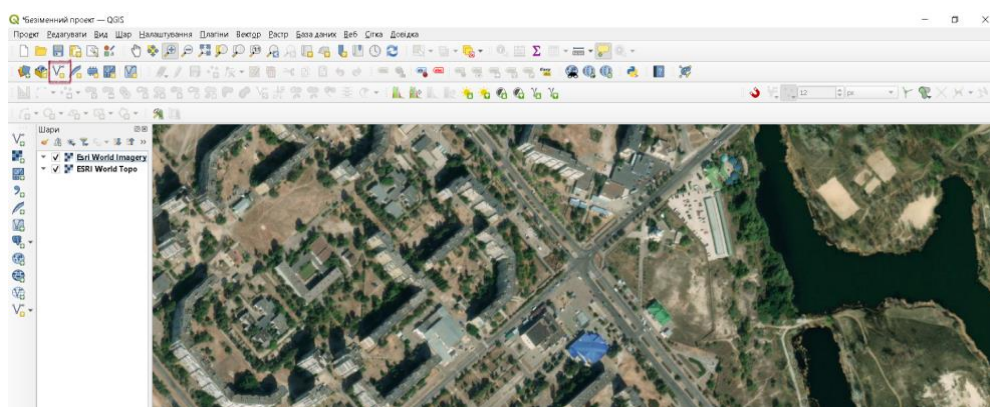 *Безіменний проект — QGIS
Проект Редагувати Вид Шар Налаштування Плагіни Вектор Растр База даних Веб Сітка Довідка
12 px
Шари
Esri World Imagery
ESRI World Topo